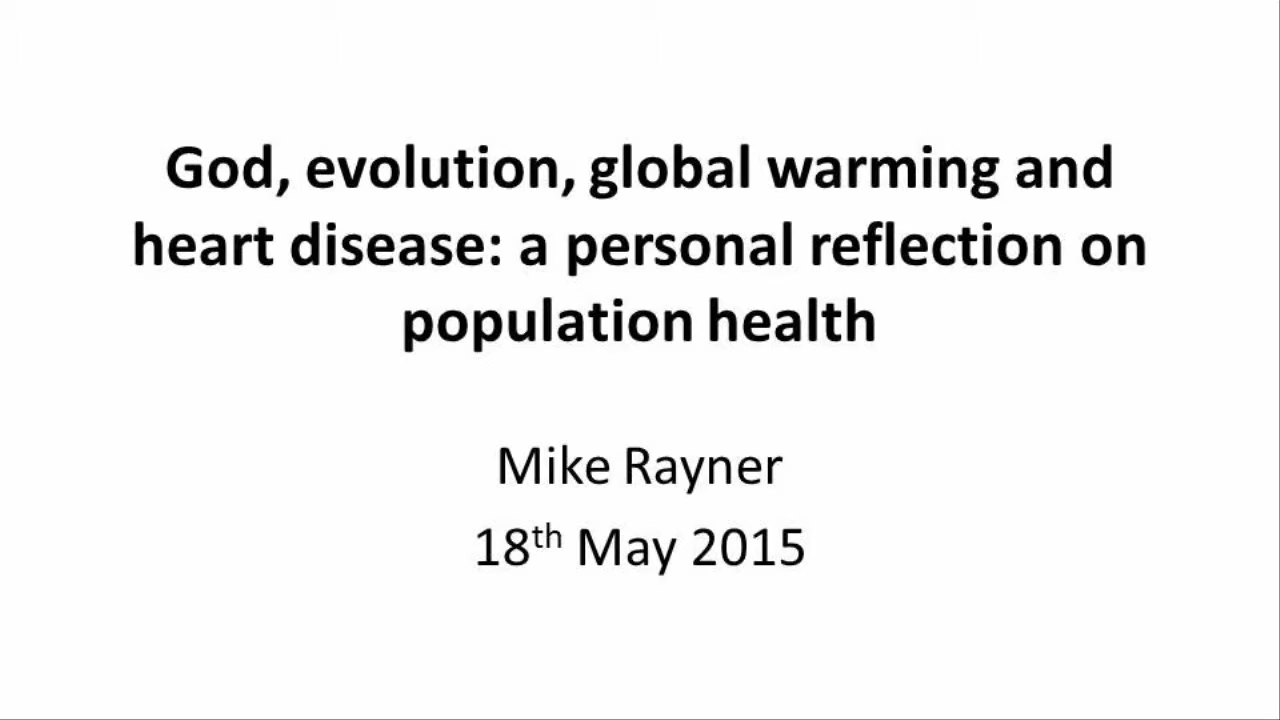 God, evolution, global warming and
heart disease: a personal reflection on
population health
Mike Rayner
18th May 2015